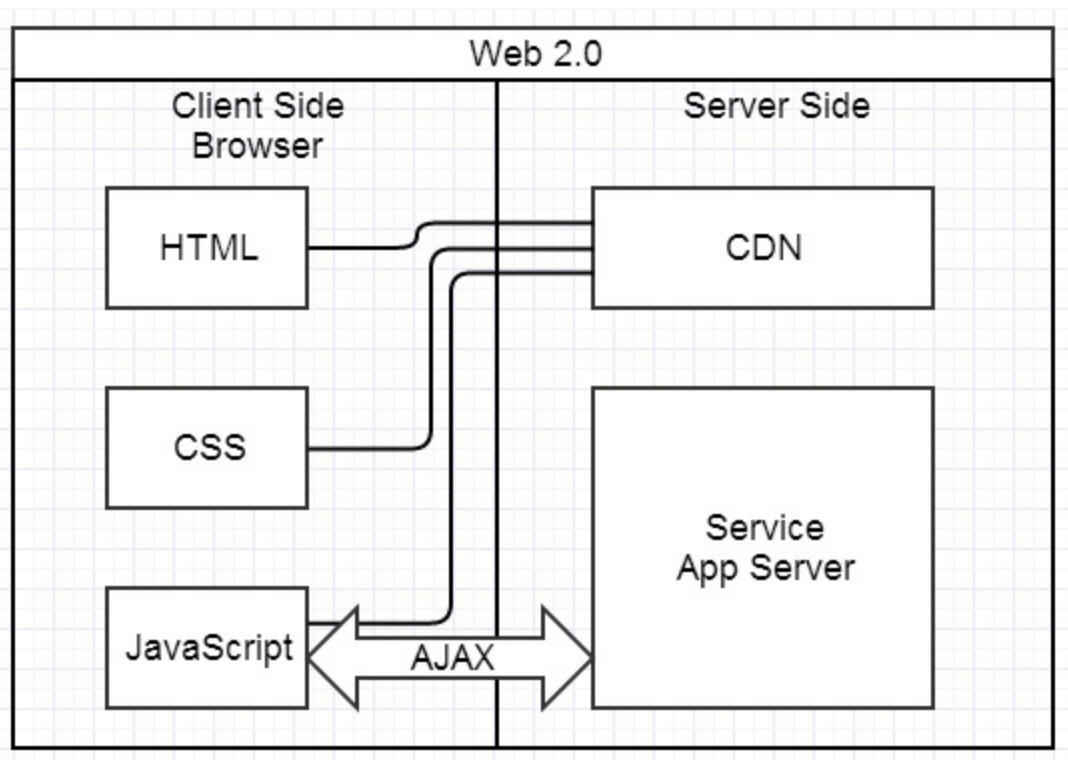 Web 2.0
Client Side
Browser
Server Side
HTML
CDN
CSS
Service
App Server
JavaScript
AJAX